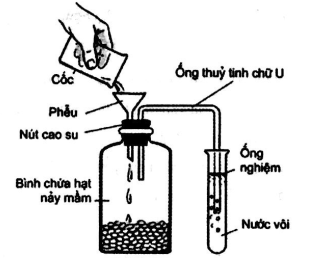 Cốc
Ống thuỷ tinh chữ U
Phễu
Nút cao su
Ống
nghiệm
Bình chứa hạt
nảy mầm
Nước vôi